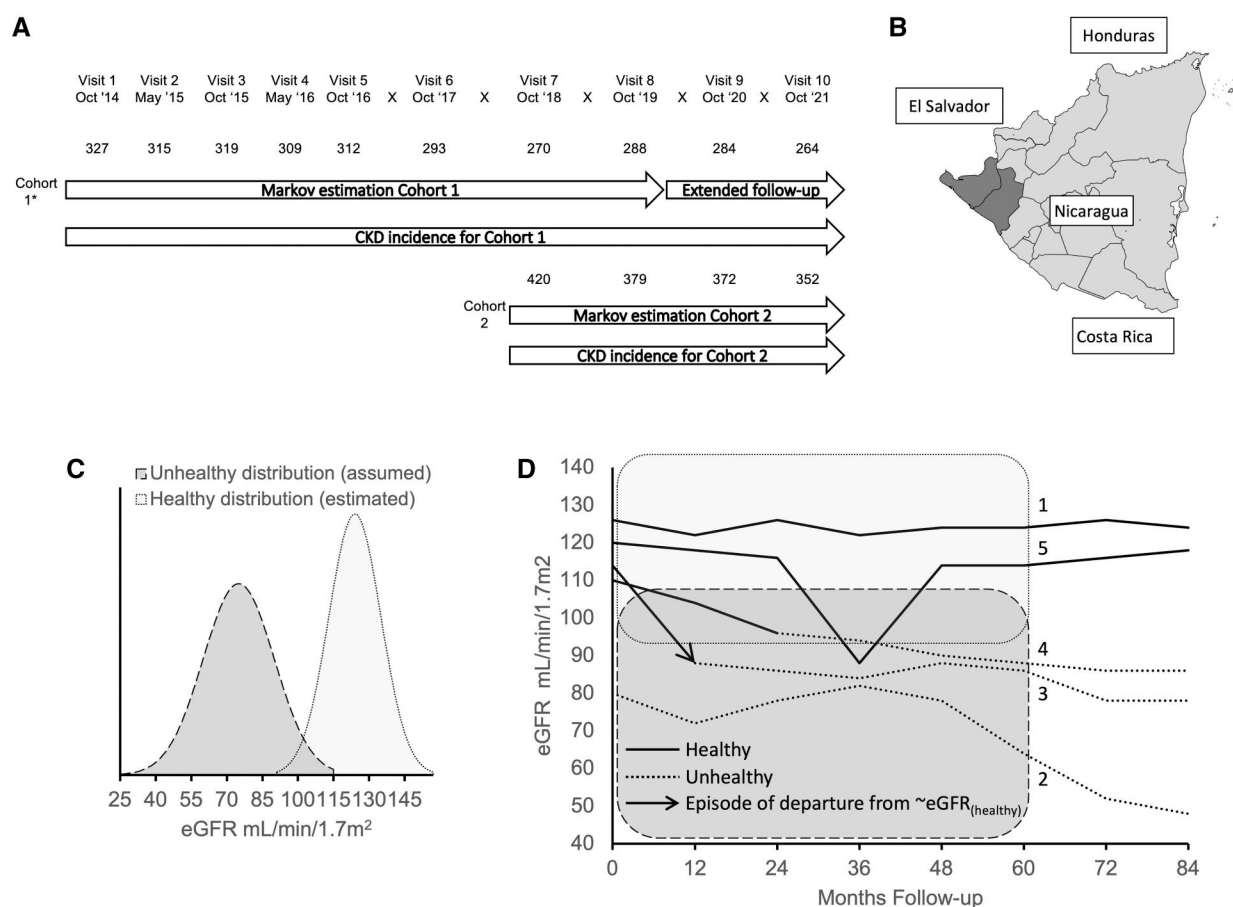 A
Visit 1 Visit 2 Visit 3 Visit 4 Visit 5 Visit 6 Visit 7 Visit 8 Visit 9 Visit 10
Oct '14 May '15 Oct '15 May '16 Oct '16 X Oct '17 X Oct '18 X Oct '19 X Oct '20 X Oct '21
327 315 319 309 312 293 270 288 284 264
Cohort
1*
Markov estimation Cohort 1 Extended follow-up
CKD incidence for Cohort 1
420 379 372 352
Cohort
2
Markov estimation Cohort 2
CKD incidence for Cohort 2
B
Honduras
El Salvador
Nicaragua
Costa Rica
C
Unhealthy distribution (assumed)
Healthy distribution (estimated)
25 40 55 70 85 100 115 130 145
eGFR mL/min/1.7m²
D
eGFR mL/min/1.7m2
140
130
120
110
100
90
80
70
60
50
40
1
5
4
3
2
Healthy
Unhealthy
Episode of departure from ~eGFR(healthy)
0 12 24 36 48 60 72 84
Months Follow-up